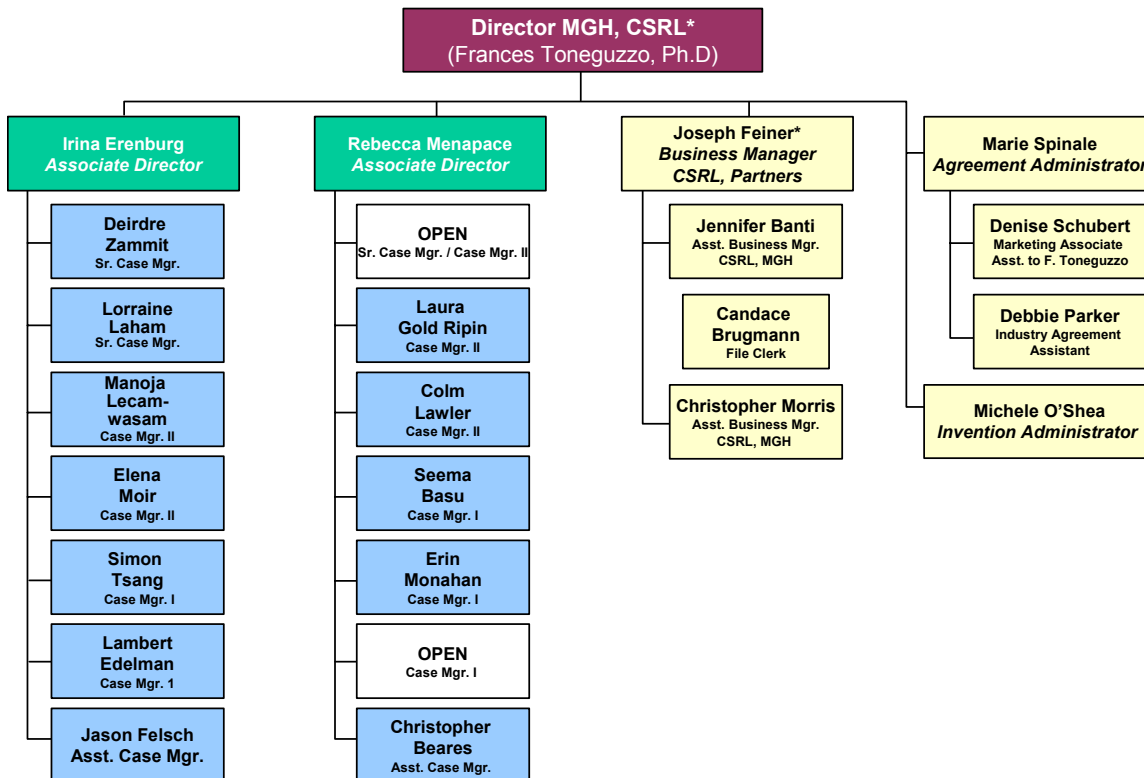 Director MGH, CSRL*
(Frances Toneguzzo, Ph.D)
Irina Erenburg
Associate Director
Deirdre
Zammit
Sr. Case Mgr.
Lorraine
Laham
Sr. Case Mgr.
Manoja
Lecam-
wasam
Case Mgr. II
Elena
Moir
Case Mgr. II
Simon
Tsang
Case Mgr. I
Lambert
Edelman
Case Mgr. 1
Jason Felsch
Asst. Case Mgr.
Rebecca Menapace
Associate Director
OPEN
Sr. Case Mgr. / Case Mgr. II
Laura
Gold Ripin
Case Mgr. II
Colm
Lawler
Case Mgr. II
Seema
Basu
Case Mgr. I
Erin
Monahan
Case Mgr. I
OPEN
Case Mgr. I
Christopher
Beares
Asst. Case Mgr.
Joseph Feiner*
Business Manager
CSRL, Partners
Jennifer Banti
Asst. Business Mgr.
CSRL, MGH
Candace
Brugmann
File Clerk
Christopher Morris
Asst. Business Mgr.
CSRL, MGH
Marie Spinale
Agreement Administrator
Denise Schubert
Marketing Associate
Asst. to F. Toneguzzo
Debbie Parker
Industry Agreement
Assistant
Michele O’Shea
Invention Administrator